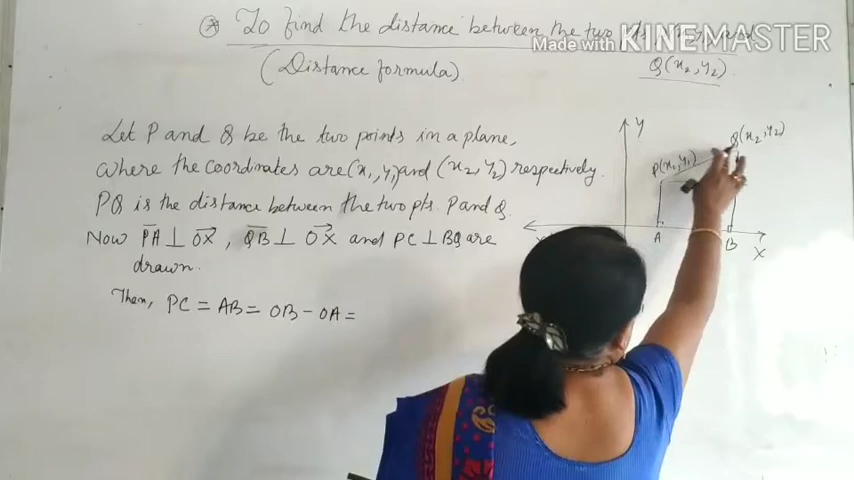 * To find the distance between the two pts. and
Made with KINEMASTER
Q(x₂, y₂)
(Distance formula)
Let P and Q be the two points in a plane,
where the coordinates are (x₁, y₁) and (x₂, y₂) respectively.
PQ is the distance between the two pts. P and Q.
Now P̅A̅ ⊥ OX→, Q̅B̅ ⊥ OX→ and PC ⊥ BQ are
drawn.
Then, PC = AB = OB - OA =
Y
Q(x₂, y₂)
P(x₁, y₁)
A
B
X